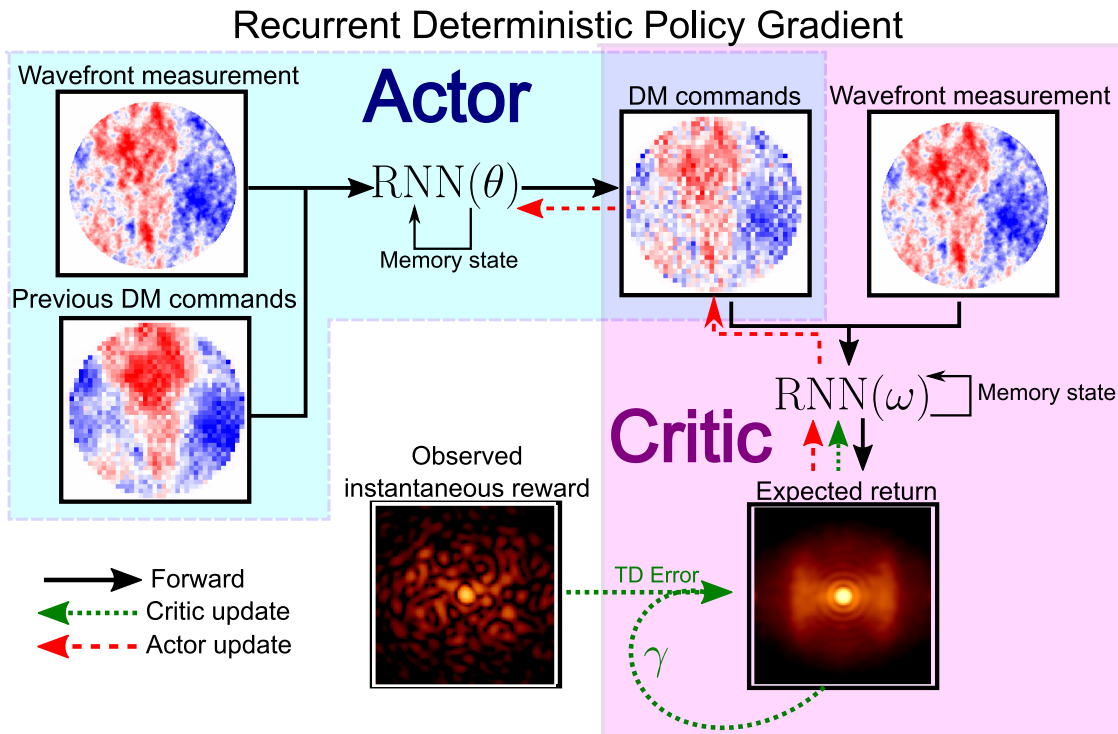 Recurrent Deterministic Policy Gradient
Wavefront measurement
Actor
DM commands
Wavefront measurement
RNN(θ)
Memory state
Previous DM commands
RNN(ω)
Memory state
Critic
Observed
instantaneous reward
Expected return
TD Error
γ
Forward
Critic update
Actor update